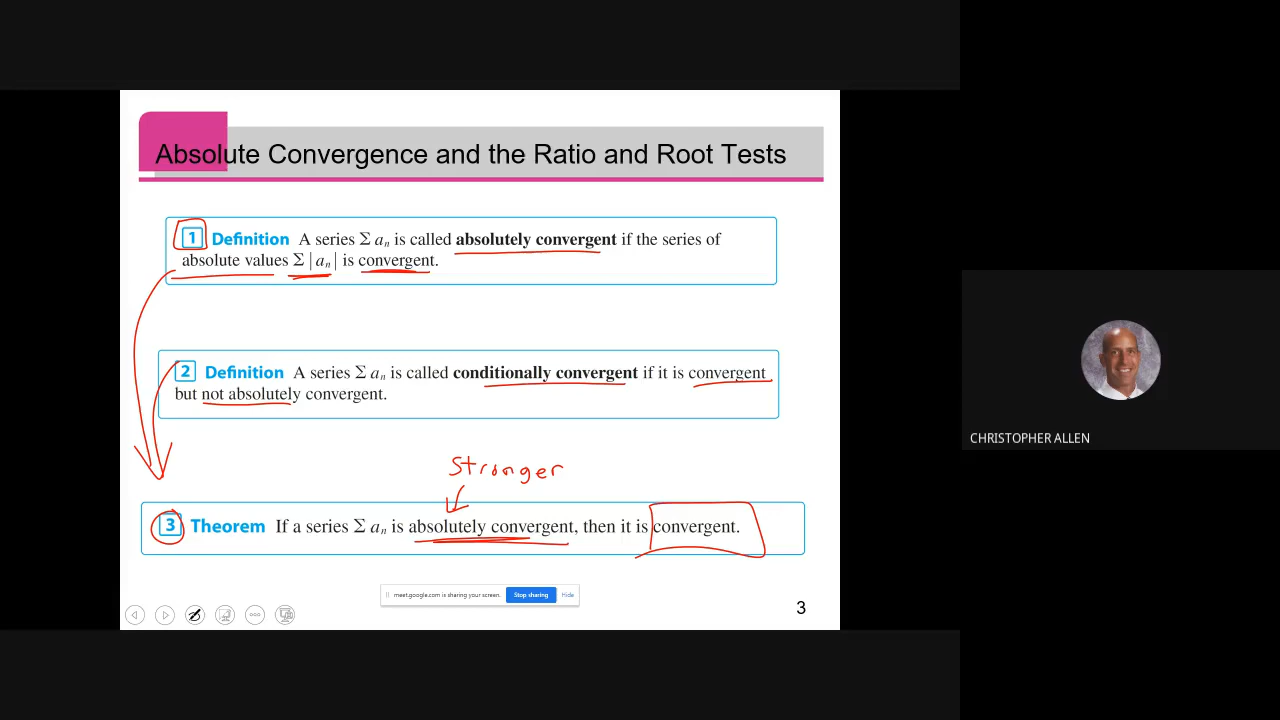 Absolute Convergence and the Ratio and Root Tests
1 Definition A series Σ aₙ is called absolutely convergent if the series of
absolute values Σ |aₙ| is convergent.
2 Definition A series Σ aₙ is called conditionally convergent if it is convergent
but not absolutely convergent.
Stronger
3 Theorem If a series Σ aₙ is absolutely convergent, then it is convergent.
meet.google.com is sharing your screen. Stop sharing Hide
3
CHRISTOPHER ALLEN